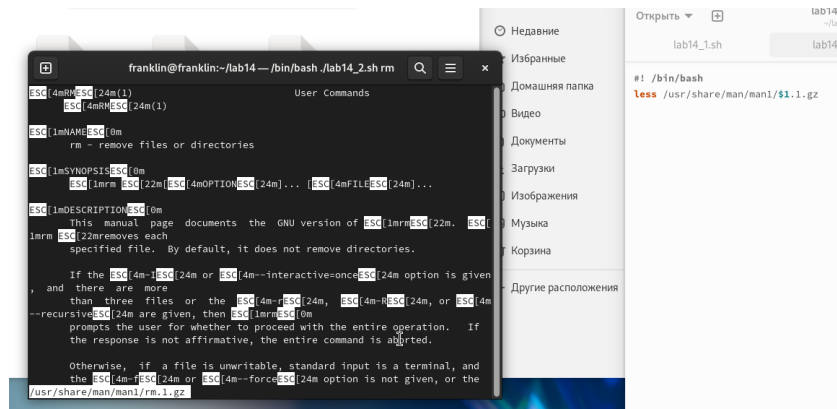 franklin@franklin:~/lab14 — /bin/bash ./lab14_2.sh rm
ESC[4mRMESC[24m(1) User Commands
ESC[4mRMESC[24m(1)
ESC[1mNAMEESC[0m
rm - remove files or directories
ESC[1mSYNOPSISESC[0m
ESC[1mrm ESC[22m[ESC[4mOPTIONESC[24m]... [ESC[4mFILEESC[24m]...
ESC[1mDESCRIPTIONESC[0m
This manual page documents the GNU version of ESC[1mrmESC[22m. ESC[
1mrm ESC[22mremoves each
specified file. By default, it does not remove directories.
If the ESC[4m-IESC[24m or ESC[4m--interactive=onceESC[24m option is given
, and there are more
than three files or the ESC[4m-rESC[24m, ESC[4m-RESC[24m, or ESC[4m
--recursiveESC[24m are given, then ESC[1mrmESC[0m
prompts the user for whether to proceed with the entire operation. If
the response is not affirmative, the entire command is aborted.
Otherwise, if a file is unwritable, standard input is a terminal, and
the ESC[4m-fESC[24m or ESC[4m--forceESC[24m option is not given, or the
/usr/share/man/man1/rm.1.gz
Недавние
Избранные
Домашняя папка
Видео
Документы
Загрузки
Изображения
Музыка
Корзина
Другие расположения
Открыть
lab14
~/la
lab14_1.sh
lab14
#! /bin/bash
less /usr/share/man/man1/$1.1.gz